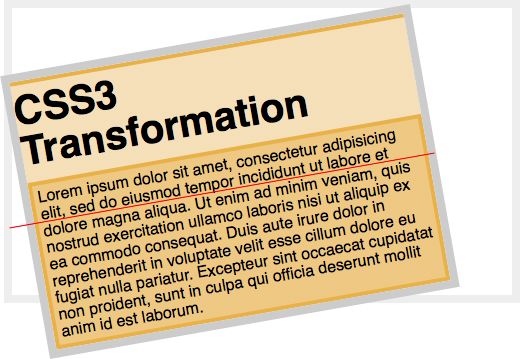 CSS3
Transformation
Lorem ipsum dolor sit amet, consectetur adipisicing
elit, sed do eiusmod tempor incididunt ut labore et
dolore magna aliqua. Ut enim ad minim veniam, quis
nostrud exercitation ullamco laboris nisi ut aliquip ex
ea commodo consequat. Duis aute irure dolor in
reprehenderit in voluptate velit esse cillum dolore eu
fugiat nulla pariatur. Excepteur sint occaecat cupidatat
non proident, sunt in culpa qui officia deserunt mollit
anim id est laborum.